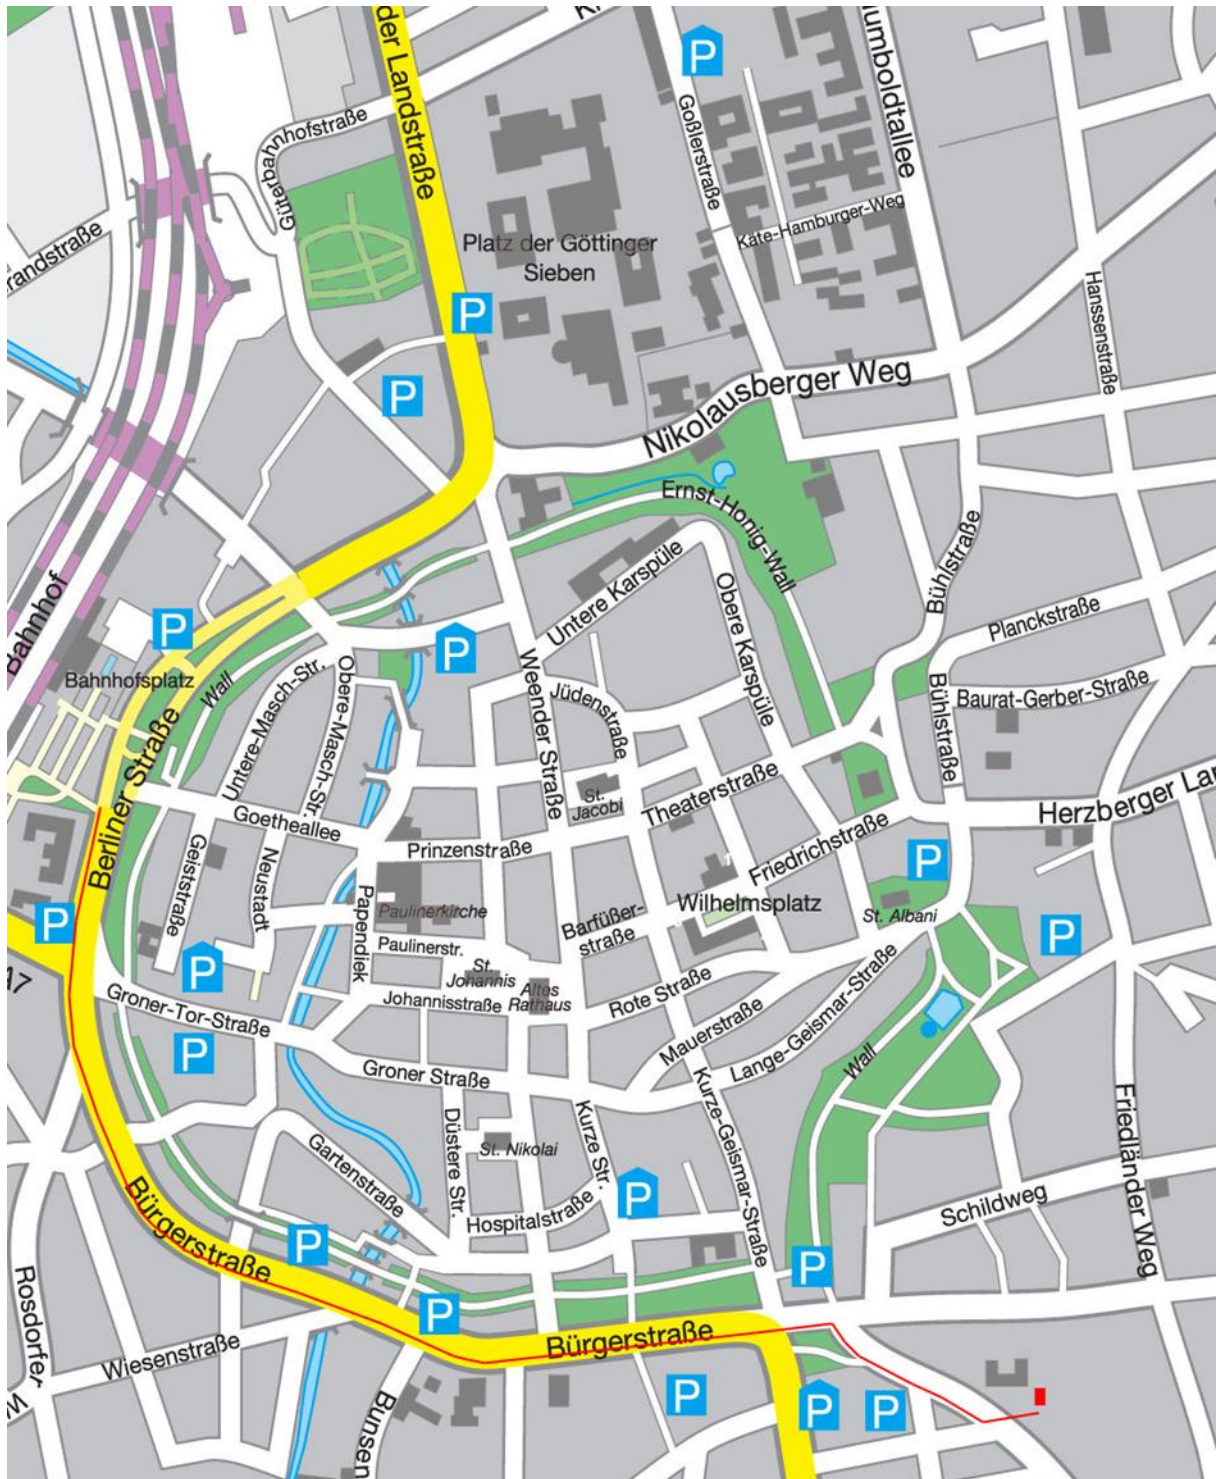 der Landstraße
K
umboldtallee
P
Goßlerstraße
Güterbahnhofstraße
Käte-Hamburger-Weg
randstraße
Platz der Göttinger
Sieben
Hanssenstraße
P
P
Nikolausberger Weg
Ernst-Honig-Wall
Untere Karspüle
Obere Karspüle
Bühlstraße
Planckstraße
Bahnhof
P
P
Bahnhofsplatz
Wall
Untere-Masch-Str.
Obere-Masch-Str.
Weender Straße
Jüdenstraße
Bühlstraße
Baurat-Gerber-Straße
Berliner Straße
St.
Jacobi
Theaterstraße
Herzberger Lan
Goetheallee
Prinzenstraße
Friedrichstraße
P
Geiststraße
Neustadt
Papendiek
Paulinerkirche
Barfüßer-
straße
Wilhelmsplatz
St. Albani
P
P
Paulinerstr.
St.
Johannis
Altes
Rathaus
P
A7
Groner-Tor-Straße
Johannisstraße
Rote Straße
Mauerstraße
Lange-Geismar-Straße
P
Groner Straße
Wall
Kurze-Geismar-Straße
Düstere Str.
Kurze Str.
St. Nikolai
Gartenstraße
Friedländer Weg
P
Hospitalstraße
Schildweg
Bürgerstraße
P
P
P
Rosdorfer
Wiesenstraße
Bürgerstraße
M
Bunsen
P
P
P